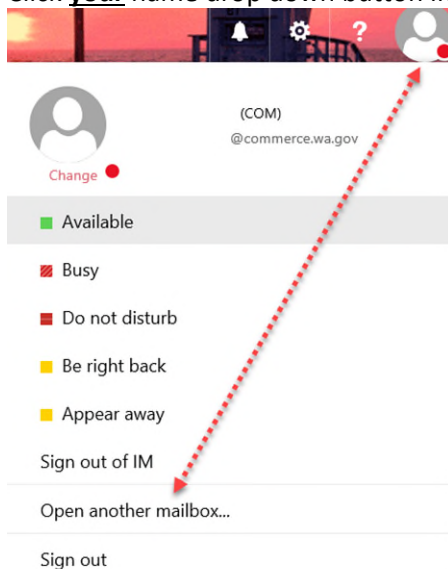 Click your name drop down button in
?
(COM)
@commerce.wa.gov
Change
Available
Busy
Do not disturb
Be right back
Appear away
Sign out of IM
Open another mailbox...
Sign out